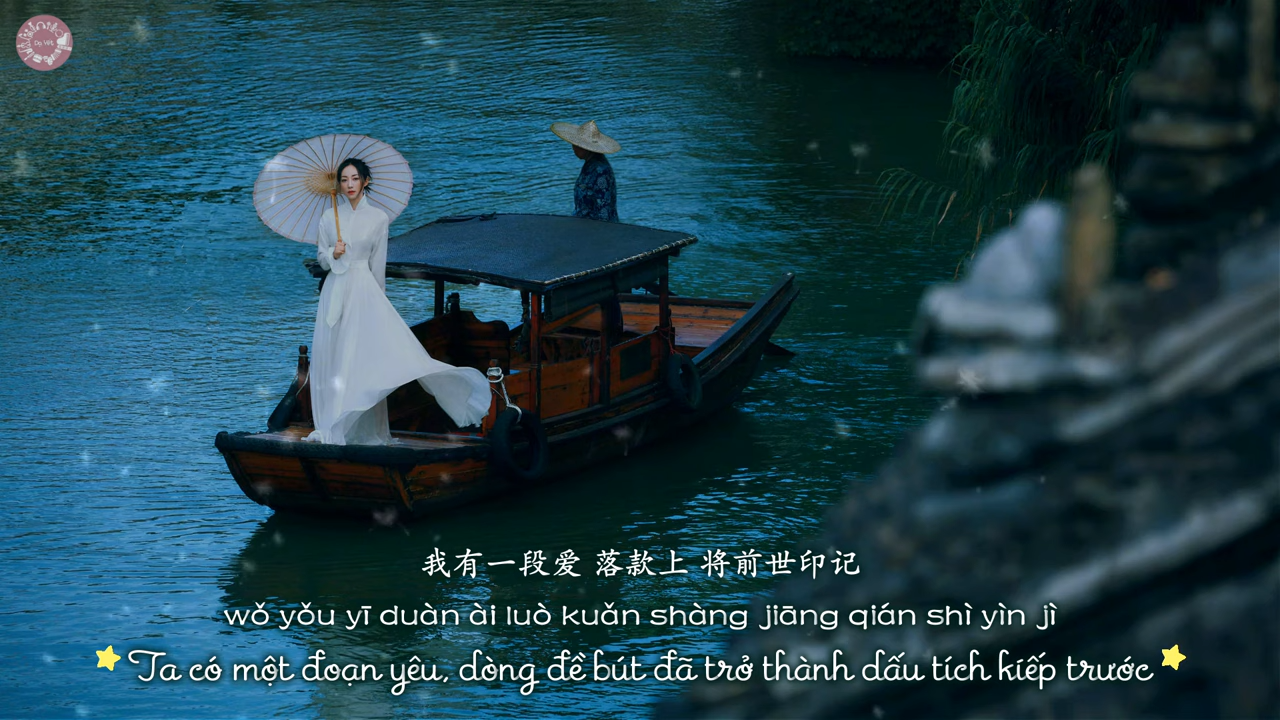 我有一段爱 落款上 将前世印记
wǒ yǒu yī duàn ài luò kuǎn shàng jiāng qián shì yìn jì
Ta có một đoạn yêu, dòng đề bút đã trở thành dấu tích kiếp trước